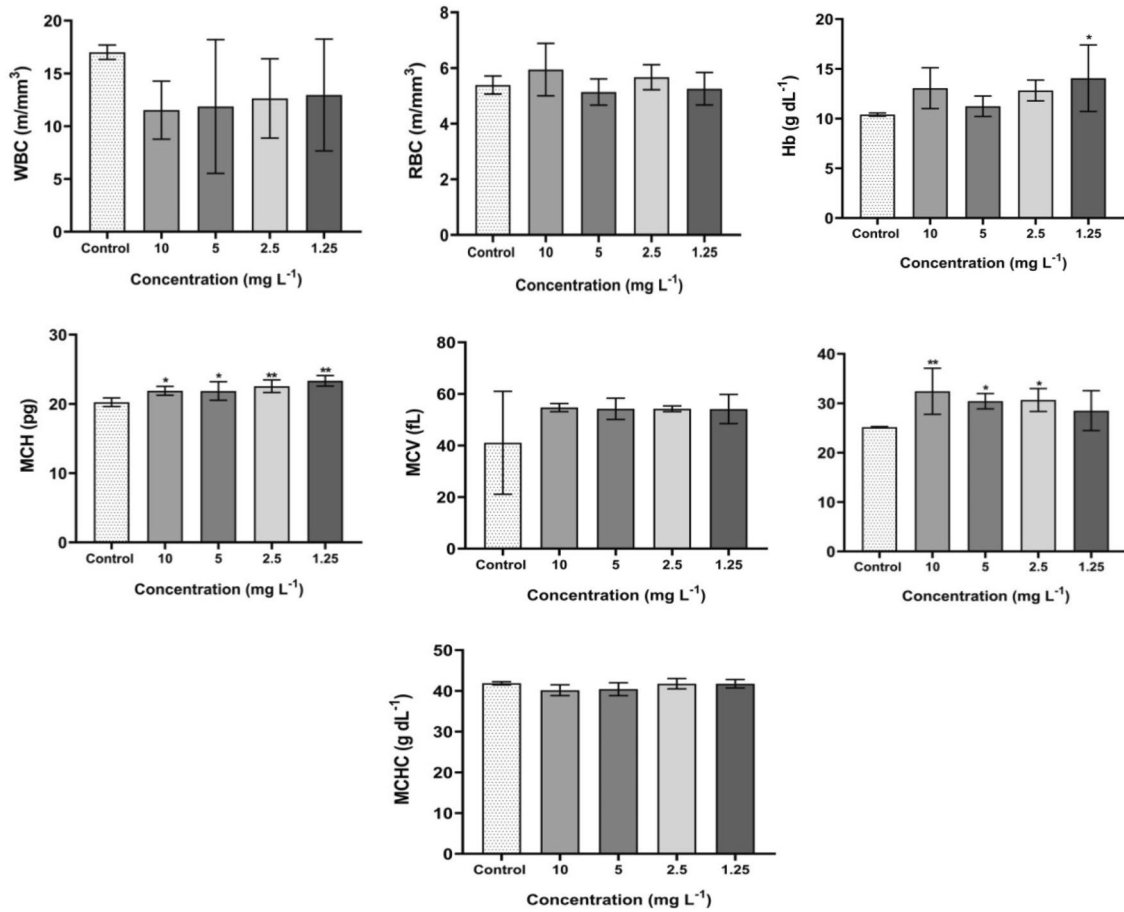 20
15
10
5
0
WBC (m/mm³)
Control 10 5 2.5 1.25
Concentration (mg L⁻¹)
8
6
4
2
0
RBC (m/mm³)
Control 10 5 2.5 1.25
Concentration (mg L⁻¹)
20
15
10
5
0
Hb (g dL⁻¹)
*
Control 10 5 2.5 1.25
Concentration (mg L⁻¹)
30
20
10
0
MCH (pg)
* * ** **
Control 10 5 2.5 1.25
Concentration (mg L⁻¹)
80
60
40
20
0
MCV (fL)
Control 10 5 2.5 1.25
Concentration (mg L⁻¹)
40
30
20
10
0
** * *
Control 10 5 2.5 1.25
Concentration (mg L⁻¹)
50
40
30
20
10
0
MCHC (g dL⁻¹)
Control 10 5 2.5 1.25
Concentration (mg L⁻¹)